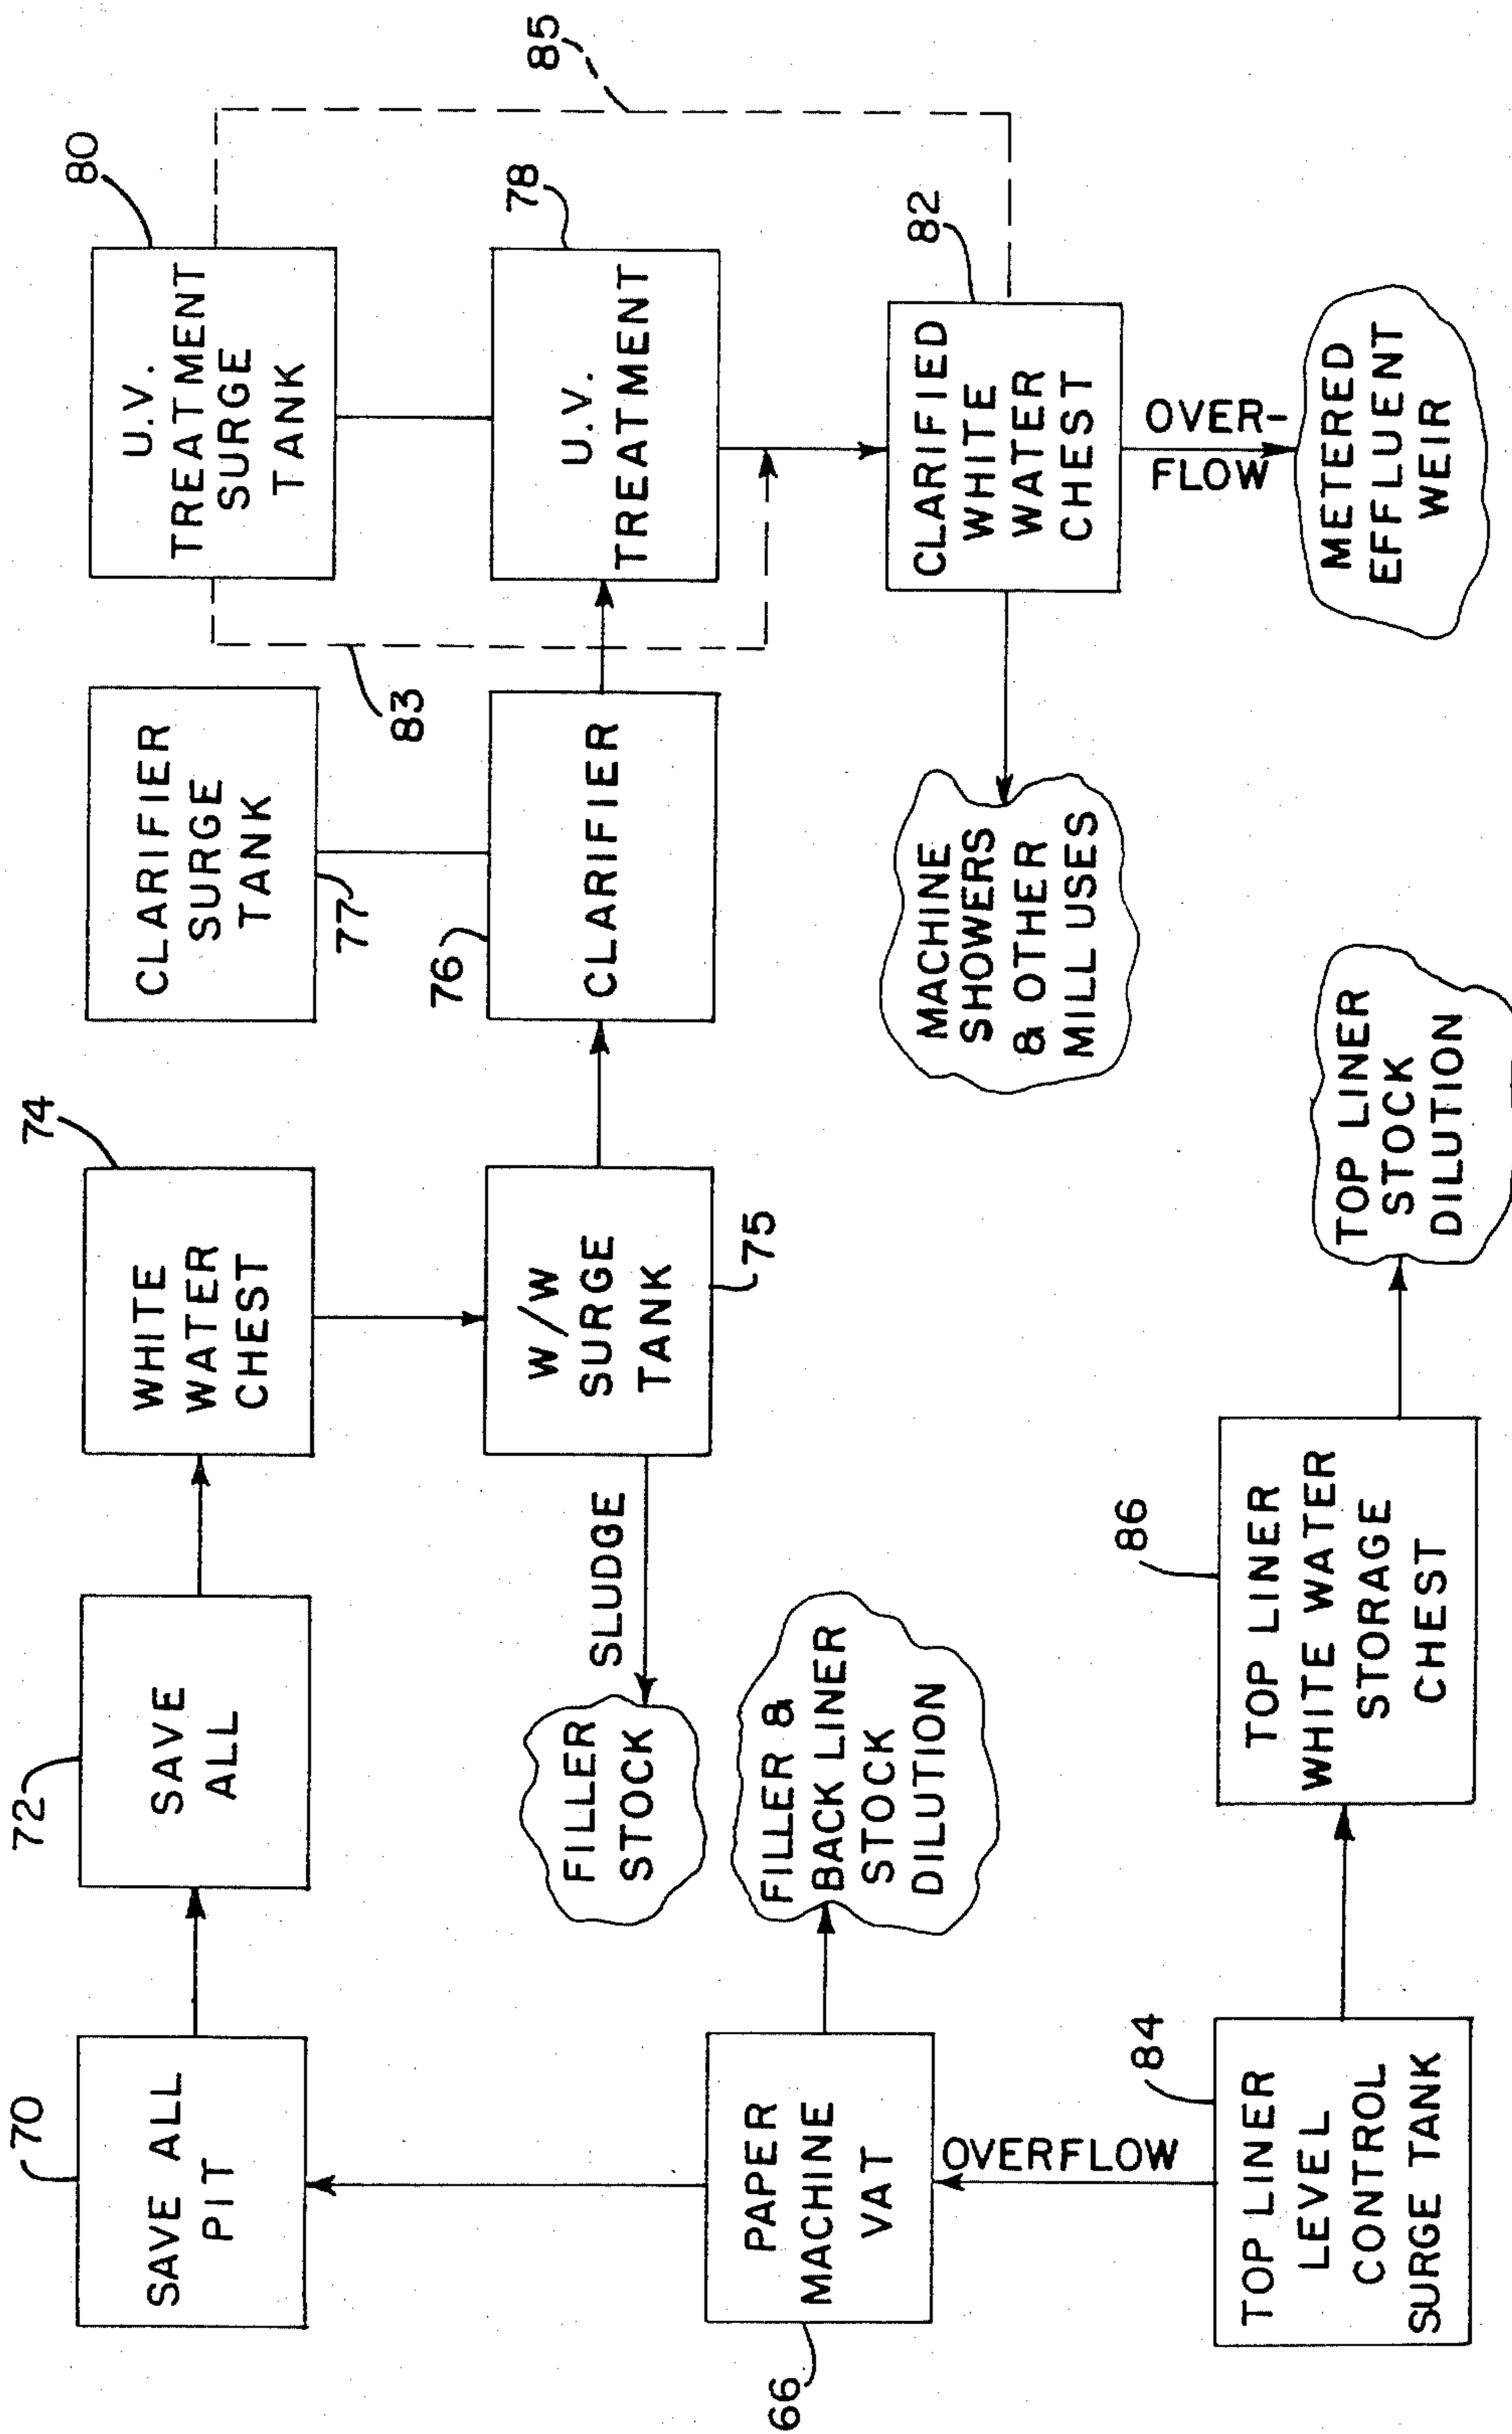 70
SAVE ALL
PIT
72
SAVE
ALL
74
WHITE
WATER
CHEST
CLARIFIER
SURGE
TANK
77
80
U.V.
TREATMENT
SURGE
TANK
85
83
W/W
SURGE
TANK
75
SLUDGE
FILLER
STOCK
76
CLARIFIER
78
U.V.
TREATMENT
66
PAPER
MACHINE
VAT
FILLER &
BACK LINER
STOCK
DILUTION
MACHINE
SHOWERS
& OTHER
MILL USES
82
CLARIFIED
WHITE
WATER
CHEST
OVER-
FLOW
METERED
EFFLUENT
WEIR
OVERFLOW
84
TOP LINER
LEVEL
CONTROL
SURGE TANK
86
TOP LINER
WHITE WATER
STORAGE
CHEST
TOP LINER
STOCK
DILUTION